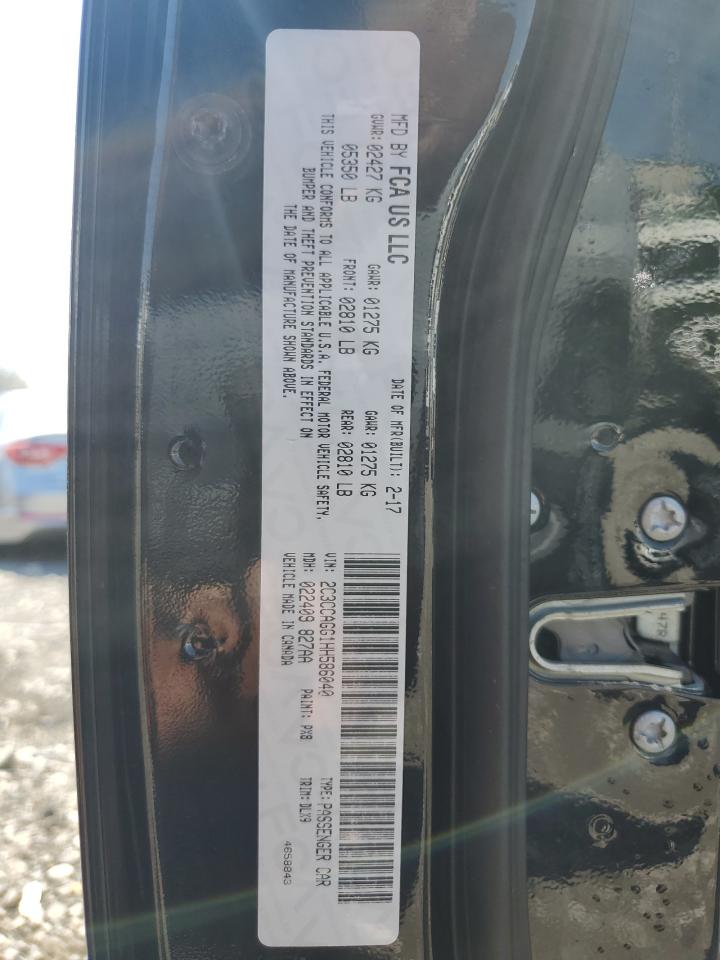 MFD BY FCA US LLC
DATE OF MFR(BUILT): 2-17
GVWR: 02427 KG GAWR: 01275 KG GAWR: 01275 KG
05350 LB FRONT: 02810 LB REAR: 02810 LB
THIS VEHICLE CONFORMS TO ALL APPLICABLE U.S.A. FEDERAL MOTOR VEHICLE SAFETY,
BUMPER AND THEFT PREVENTION STANDARDS IN EFFECT ON
THE DATE OF MANUFACTURE SHOWN ABOVE.
VIN: 2C3CCAGG1HH586040 TYPE: PASSENGER CAR
MDH: 022409 827AA PAINT: PX8 TRIM: DLX9
VEHICLE MADE IN CANADA
4658843